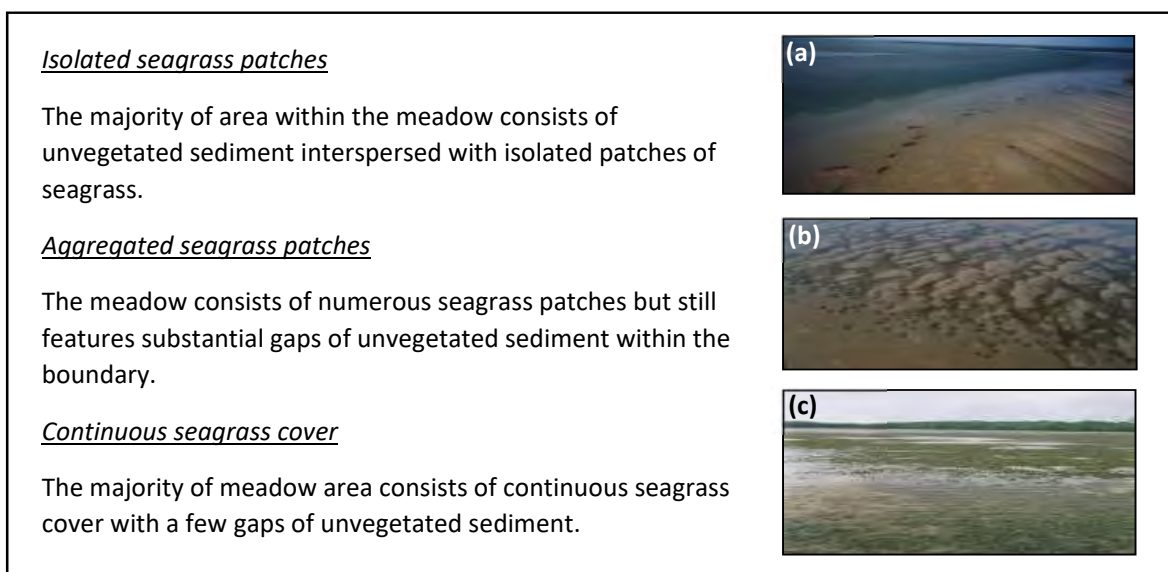 Isolated seagrass patches
(a)
The majority of area within the meadow consists of
unvegetated sediment interspersed with isolated patches of
seagrass.
Aggregated seagrass patches
(b)
The meadow consists of numerous seagrass patches but still
features substantial gaps of unvegetated sediment within the
boundary.
Continuous seagrass cover
(c)
The majority of meadow area consists of continuous seagrass
cover with a few gaps of unvegetated sediment.